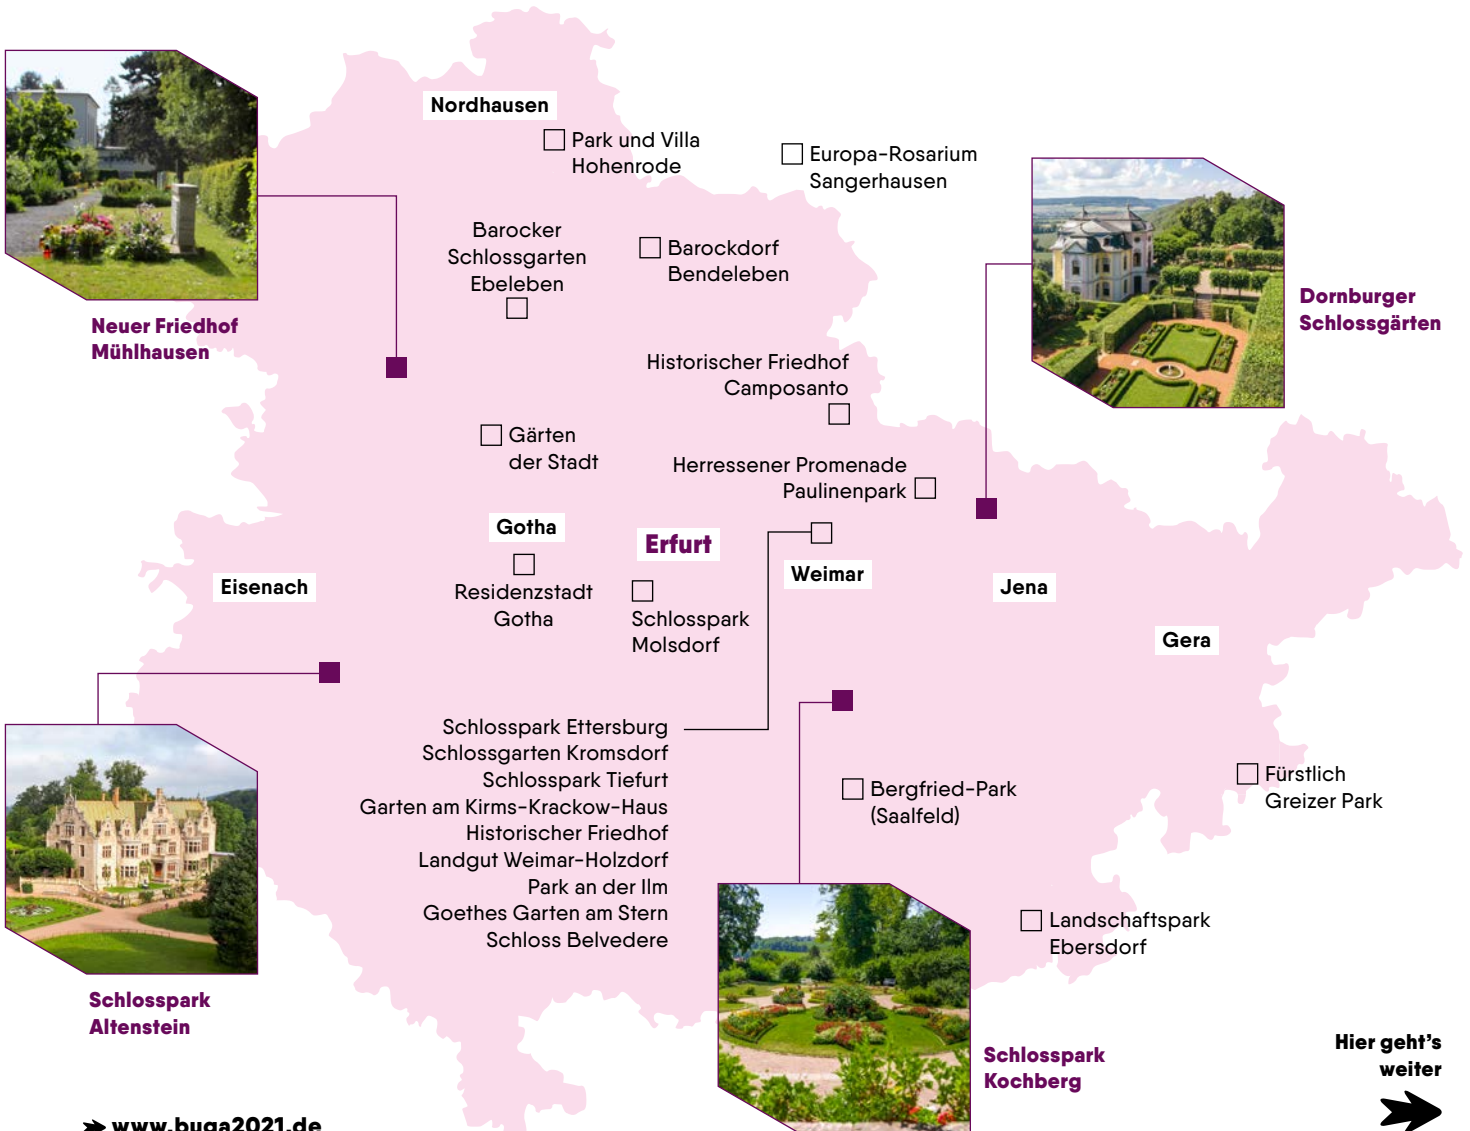 Nordhausen
Park und Villa
Hohenrode
Europa-Rosarium
Sangerhausen
Barocker
Schlossgarten
Ebeleben
Barockdorf
Bendeleben
Neuer Friedhof
Mühlhausen
Dornburger
Schlossgärten
Historischer Friedhof
Camposanto
Gärten
der Stadt
Herressener Promenade
Paulinenpark
Gotha
Erfurt
Weimar
Eisenach
Jena
Residenzstadt
Gotha
Schlosspark
Molsdorf
Gera
Schlosspark Ettersburg
Schlossgarten Kromsdorf
Schlosspark Tiefurt
Garten am Kirms-Krackow-Haus
Historischer Friedhof
Landgut Weimar-Holzdorf
Park an der Ilm
Goethes Garten am Stern
Schloss Belvedere
Bergfried-Park
(Saalfeld)
Fürstlich
Greizer Park
Landschaftspark
Ebersdorf
Schlosspark
Altenstein
Schlosspark
Kochberg
Hier geht's
weiter
www.buga2021.de